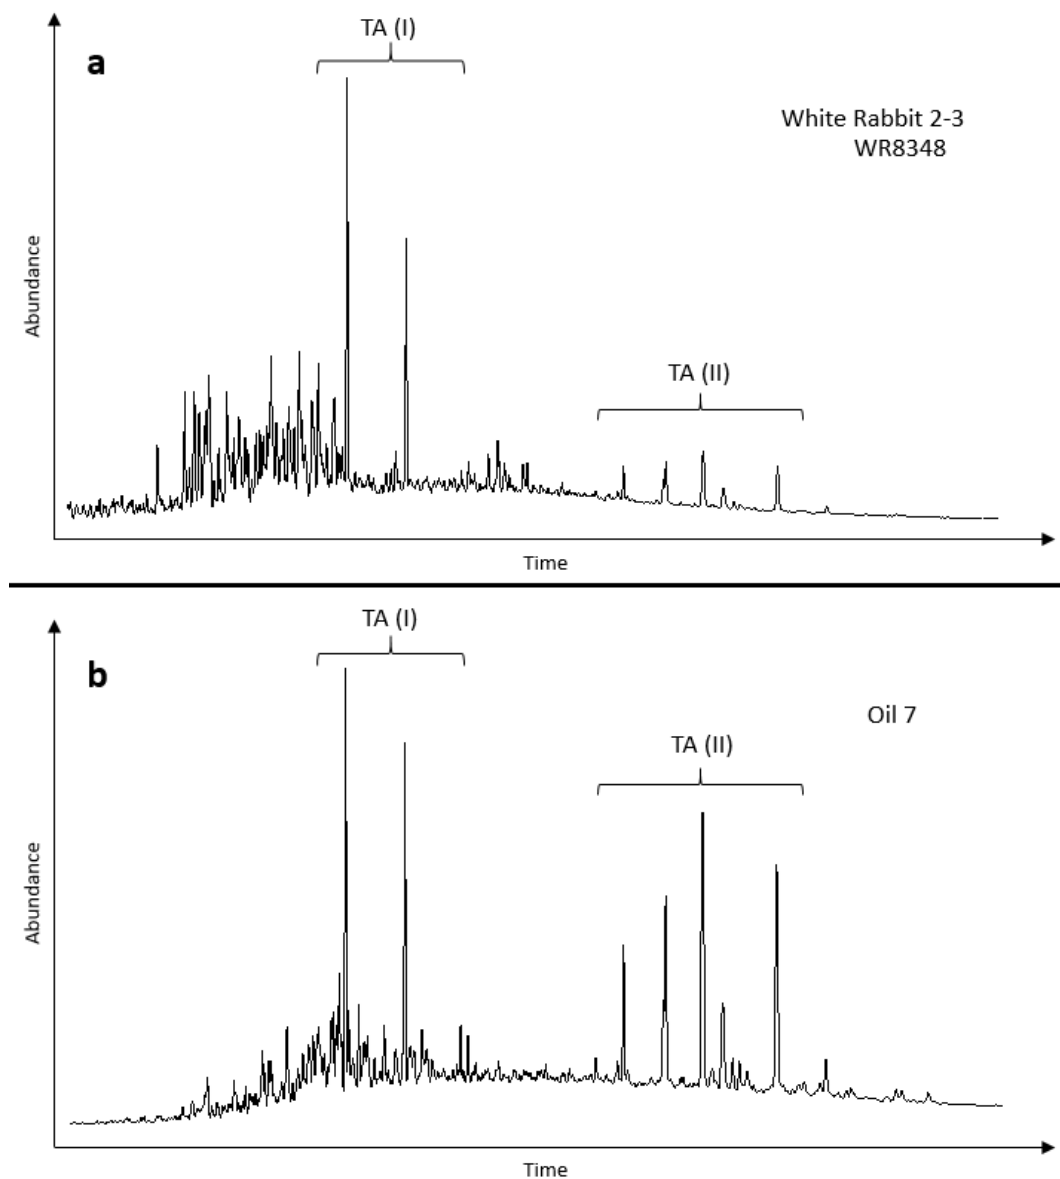 TA (I)
a
White Rabbit 2-3
WR8348
Abundance
TA (II)
Time
TA (I)
b
Oil 7
TA (II)
Abundance
Time